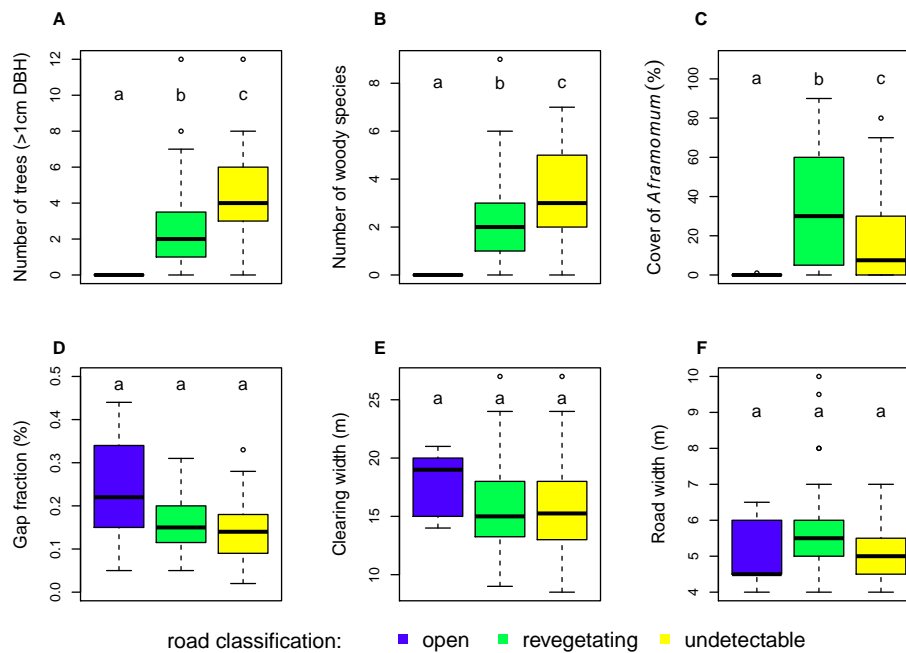 A
Number of trees (>1cm DBH)
0 2 4 6 8 10 12
a b c
B
Number of woody species
0 2 4 6 8
a b c
C
Cover of Aframomum (%)
0 20 40 60 80 100
a b c
D
Gap fraction (%)
0.0 0.1 0.2 0.3 0.4 0.5
a a a
E
Clearing width (m)
10 15 20 25
a a a
F
Road width (m)
4 5 6 7 8 9 10
a a a
road classification: open revegetating undetectable